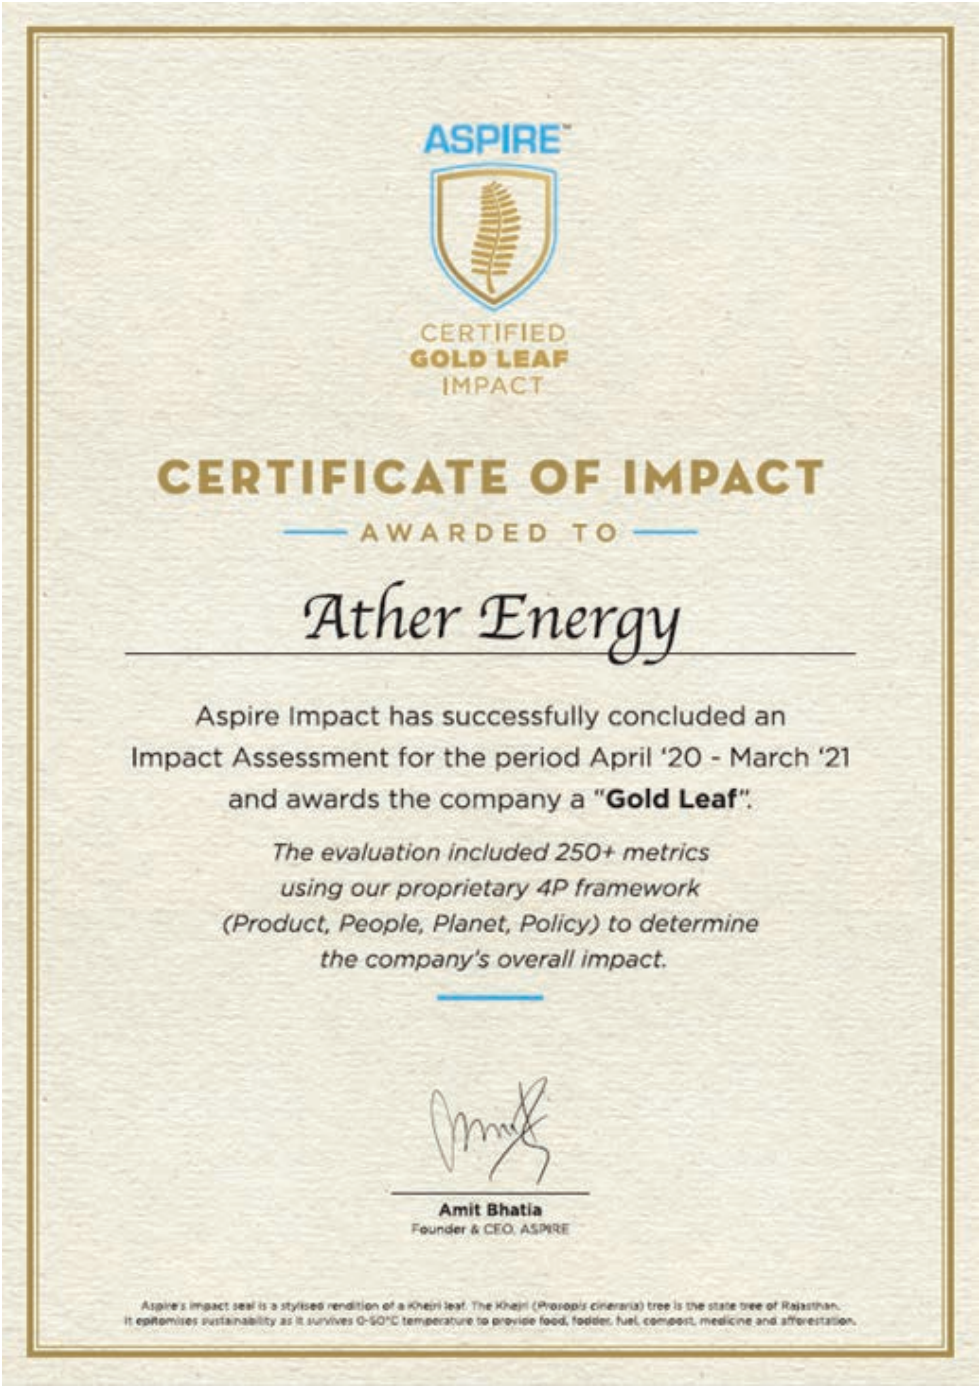 ASPIRE™
CERTIFIED
GOLD LEAF
IMPACT
CERTIFICATE OF IMPACT
AWARDED TO
Ather Energy
Aspire Impact has successfully concluded an
Impact Assessment for the period April ‘20 - March ‘21
and awards the company a "Gold Leaf".
The evaluation included 250+ metrics
using our proprietary 4P framework
(Product, People, Planet, Policy) to determine
the company's overall impact.
Amit Bhatia
Founder & CEO, ASPIRE
Aspire's impact seal is a stylised rendition of a Khejri leaf. The Khejri (Prosopis cineraria) tree is the state tree of Rajasthan.
It epitomises sustainability as it survives 0-50°C temperature to provide food, fodder, fuel, compost, medicine and afforestation.